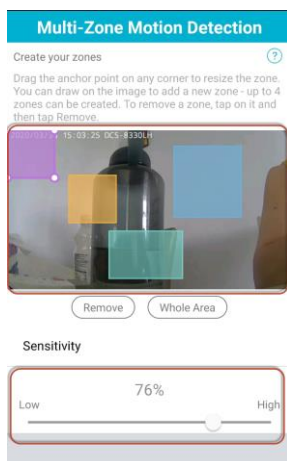 Multi-Zone Motion Detection
Create your zones
?
Drag the anchor point on any corner to resize the zone.
You can draw on the image to add a new zone - up to 4
zones can be created. To remove a zone, tap on it and
then tap Remove.
15:03:25 DCS-8330LH
Remove
Whole Area
Sensitivity
76%
Low
High